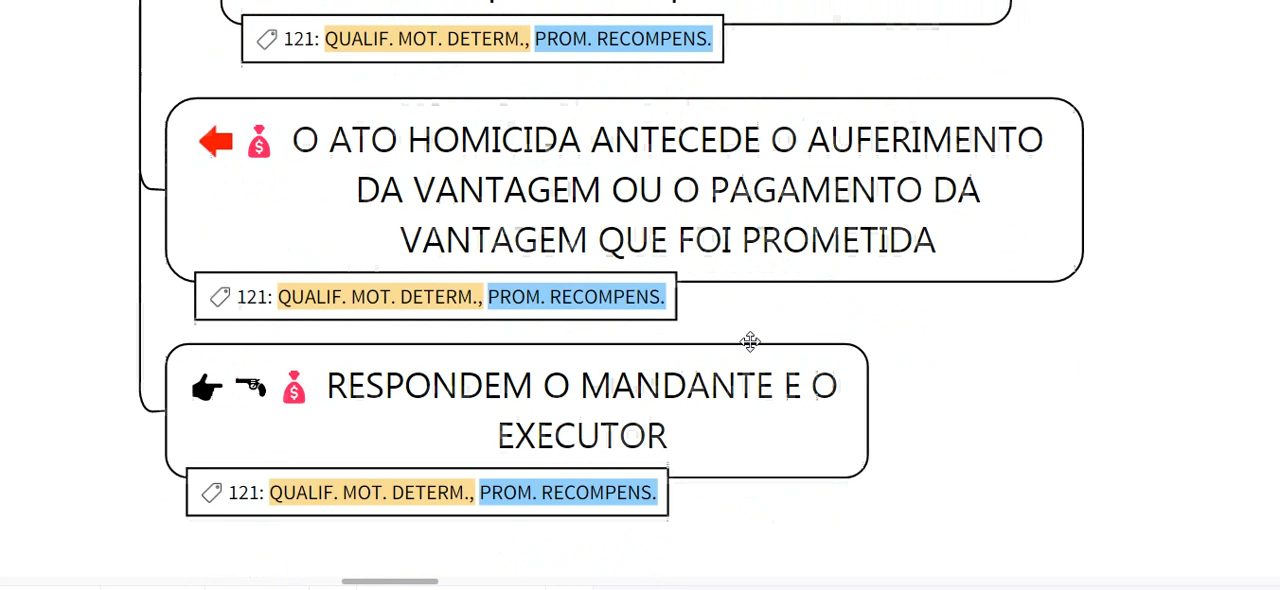 121: QUALIF. MOT. DETERM., PROM. RECOMPENS.
O ATO HOMICIDA ANTECEDE O AUFERIMENTO
DA VANTAGEM OU O PAGAMENTO DA
VANTAGEM QUE FOI PROMETIDA
121: QUALIF. MOT. DETERM., PROM. RECOMPENS.
RESPONDEM O MANDANTE E O
EXECUTOR
121: QUALIF. MOT. DETERM., PROM. RECOMPENS.